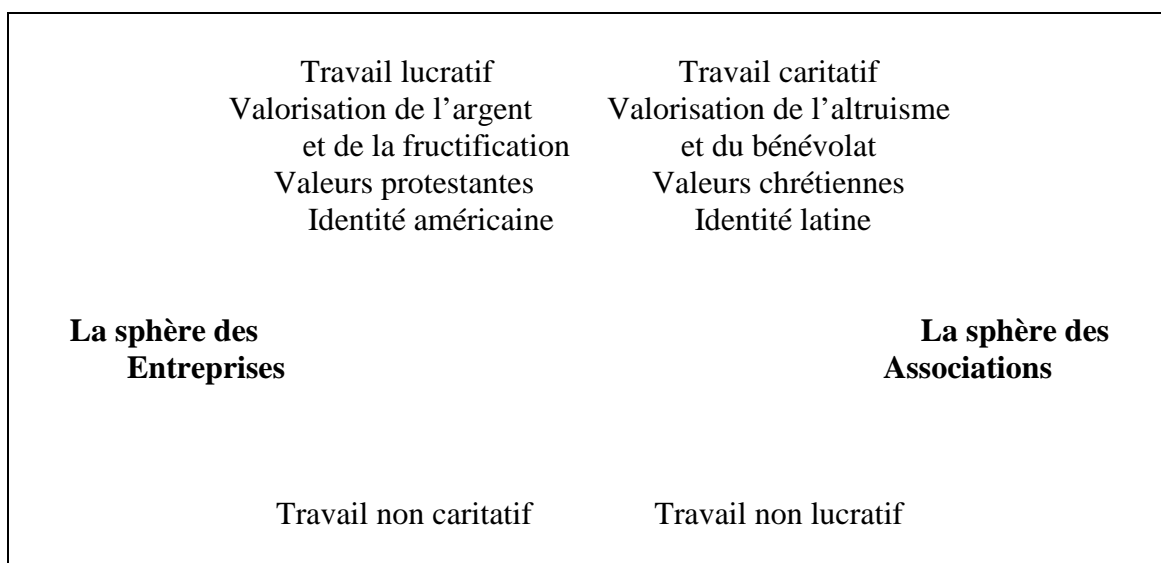 Travail lucratif Travail caritatif
Valorisation de l’argent Valorisation de l’altruisme
et de la fructification et du bénévolat
Valeurs protestantes Valeurs chrétiennes
Identité américaine Identité latine
La sphère des La sphère des
Entreprises Associations
Travail non caritatif Travail non lucratif